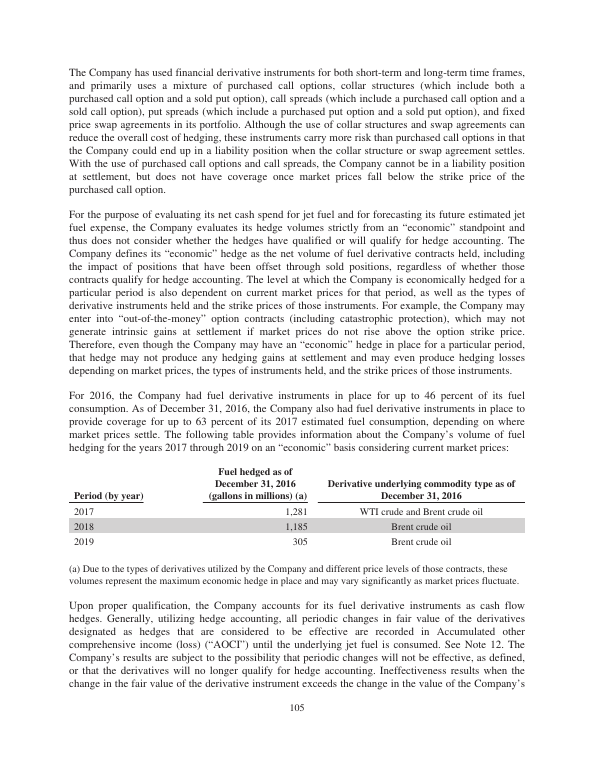 The Company has used financial derivative instruments for both short-term and long-term time frames,
and primarily uses a mixture of purchased call options, collar structures (which include both a
purchased call option and a sold put option), call spreads (which include a purchased call option and a
sold call option), put spreads (which include a purchased put option and a sold put option), and fixed
price swap agreements in its portfolio. Although the use of collar structures and swap agreements can
reduce the overall cost of hedging, these instruments carry more risk than purchased call options in that
the Company could end up in a liability position when the collar structure or swap agreement settles.
With the use of purchased call options and call spreads, the Company cannot be in a liability position
at settlement, but does not have coverage once market prices fall below the strike price of the
purchased call option.
For the purpose of evaluating its net cash spend for jet fuel and for forecasting its future estimated jet
fuel expense, the Company evaluates its hedge volumes strictly from an “economic” standpoint and
thus does not consider whether the hedges have qualified or will qualify for hedge accounting. The
Company defines its “economic” hedge as the net volume of fuel derivative contracts held, including
the impact of positions that have been offset through sold positions, regardless of whether those
contracts qualify for hedge accounting. The level at which the Company is economically hedged for a
particular period is also dependent on current market prices for that period, as well as the types of
derivative instruments held and the strike prices of those instruments. For example, the Company may
enter into “out-of-the-money” option contracts (including catastrophic protection), which may not
generate intrinsic gains at settlement if market prices do not rise above the option strike price.
Therefore, even though the Company may have an “economic” hedge in place for a particular period,
that hedge may not produce any hedging gains at settlement and may even produce hedging losses
depending on market prices, the types of instruments held, and the strike prices of those instruments.
For 2016, the Company had fuel derivative instruments in place for up to 46 percent of its fuel
consumption. As of December 31, 2016, the Company also had fuel derivative instruments in place to
provide coverage for up to 63 percent of its 2017 estimated fuel consumption, depending on where
market prices settle. The following table provides information about the Company’s volume of fuel
hedging for the years 2017 through 2019 on an “economic” basis considering current market prices:
Fuel hedged as of
December 31, 2016 Derivative underlying commodity type as of
Period (by year) (gallons in millions) (a) December 31, 2016
2017 1,281 WTI crude and Brent crude oil
2018 1,185 Brent crude oil
2019 305 Brent crude oil
(a) Due to the types of derivatives utilized by the Company and different price levels of those contracts, these
volumes represent the maximum economic hedge in place and may vary significantly as market prices fluctuate.
Upon proper qualification, the Company accounts for its fuel derivative instruments as cash flow
hedges. Generally, utilizing hedge accounting, all periodic changes in fair value of the derivatives
designated as hedges that are considered to be effective are recorded in Accumulated other
comprehensive income (loss) (“AOCI”) until the underlying jet fuel is consumed. See Note 12. The
Company’s results are subject to the possibility that periodic changes will not be effective, as defined,
or that the derivatives will no longer qualify for hedge accounting. Ineffectiveness results when the
change in the fair value of the derivative instrument exceeds the change in the value of the Company’s
105